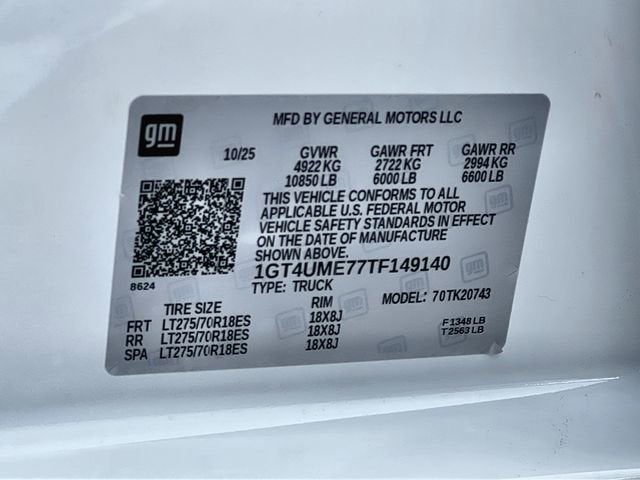 gm
MFD BY GENERAL MOTORS LLC
10/25 GVWR GAWR FRT GAWR RR
4922 KG 2722 KG 2994 KG
10850 LB 6000 LB 6600 LB
THIS VEHICLE CONFORMS TO ALL
APPLICABLE U.S. FEDERAL MOTOR
VEHICLE SAFETY STANDARDS IN EFFECT
ON THE DATE OF MANUFACTURE
SHOWN ABOVE.
8624
1GT4UME77TF149140
TYPE: TRUCK
TIRE SIZE RIM MODEL: 70TK20743
FRT LT275/70R18ES 18X8J
RR LT275/70R18ES 18X8J
SPA LT275/70R18ES 18X8J
F1348 LB
T2563 LB